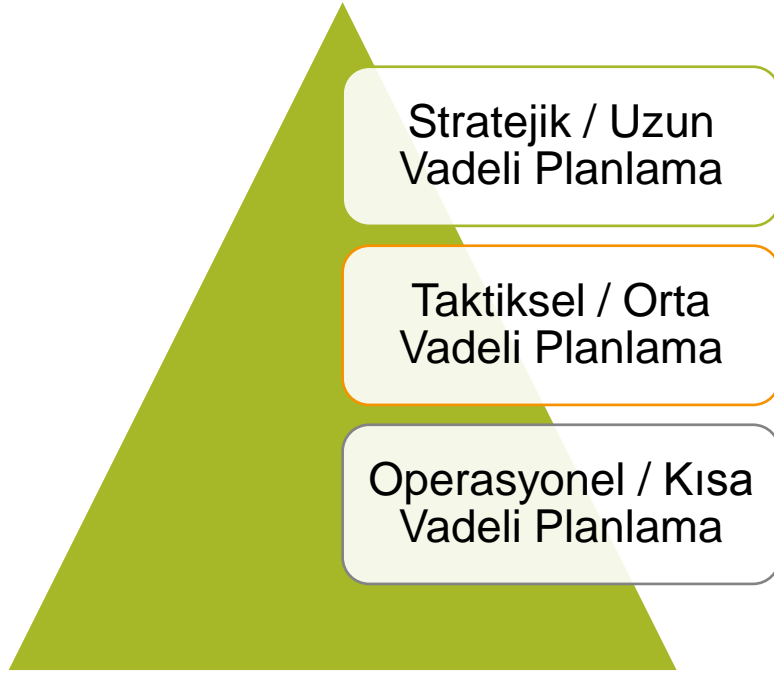 Stratejik / Uzun
Vadeli Planlama
Taktiksel / Orta
Vadeli Planlama
Operasyonel / Kısa
Vadeli Planlama